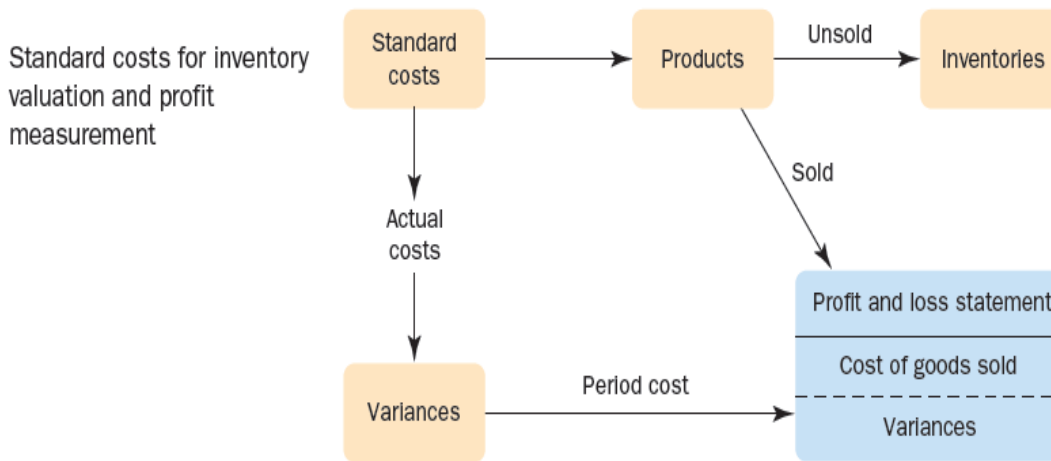 Standard costs for inventory
valuation and profit
measurement
Standard
costs
Products
Unsold
Inventories
Sold
Actual
costs
Profit and loss statement
Cost of goods sold
Variances
Period cost
Variances